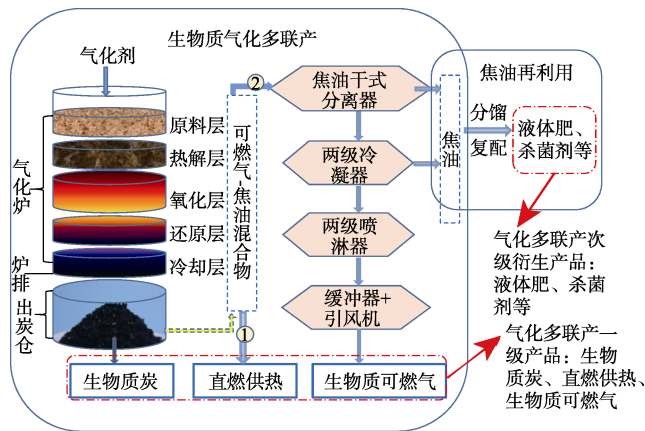 生物质气化多联产
气化剂
原料层
热解层
氧化层
还原层
冷却层
气化炉
炉排
出炭仓
可燃气-焦油混合物
②
①
焦油干式
分离器
两级冷
凝器
两级喷
淋器
缓冲器+
引风机
生物质炭
直燃供热
生物质可燃气
焦油再利用
焦油
分馏
复配
液体肥、
杀菌剂等
气化多联产次
级衍生产品：
液体肥、杀菌
剂等
气化多联产一
级产品：生物
质炭、直燃供热、
生物质可燃气